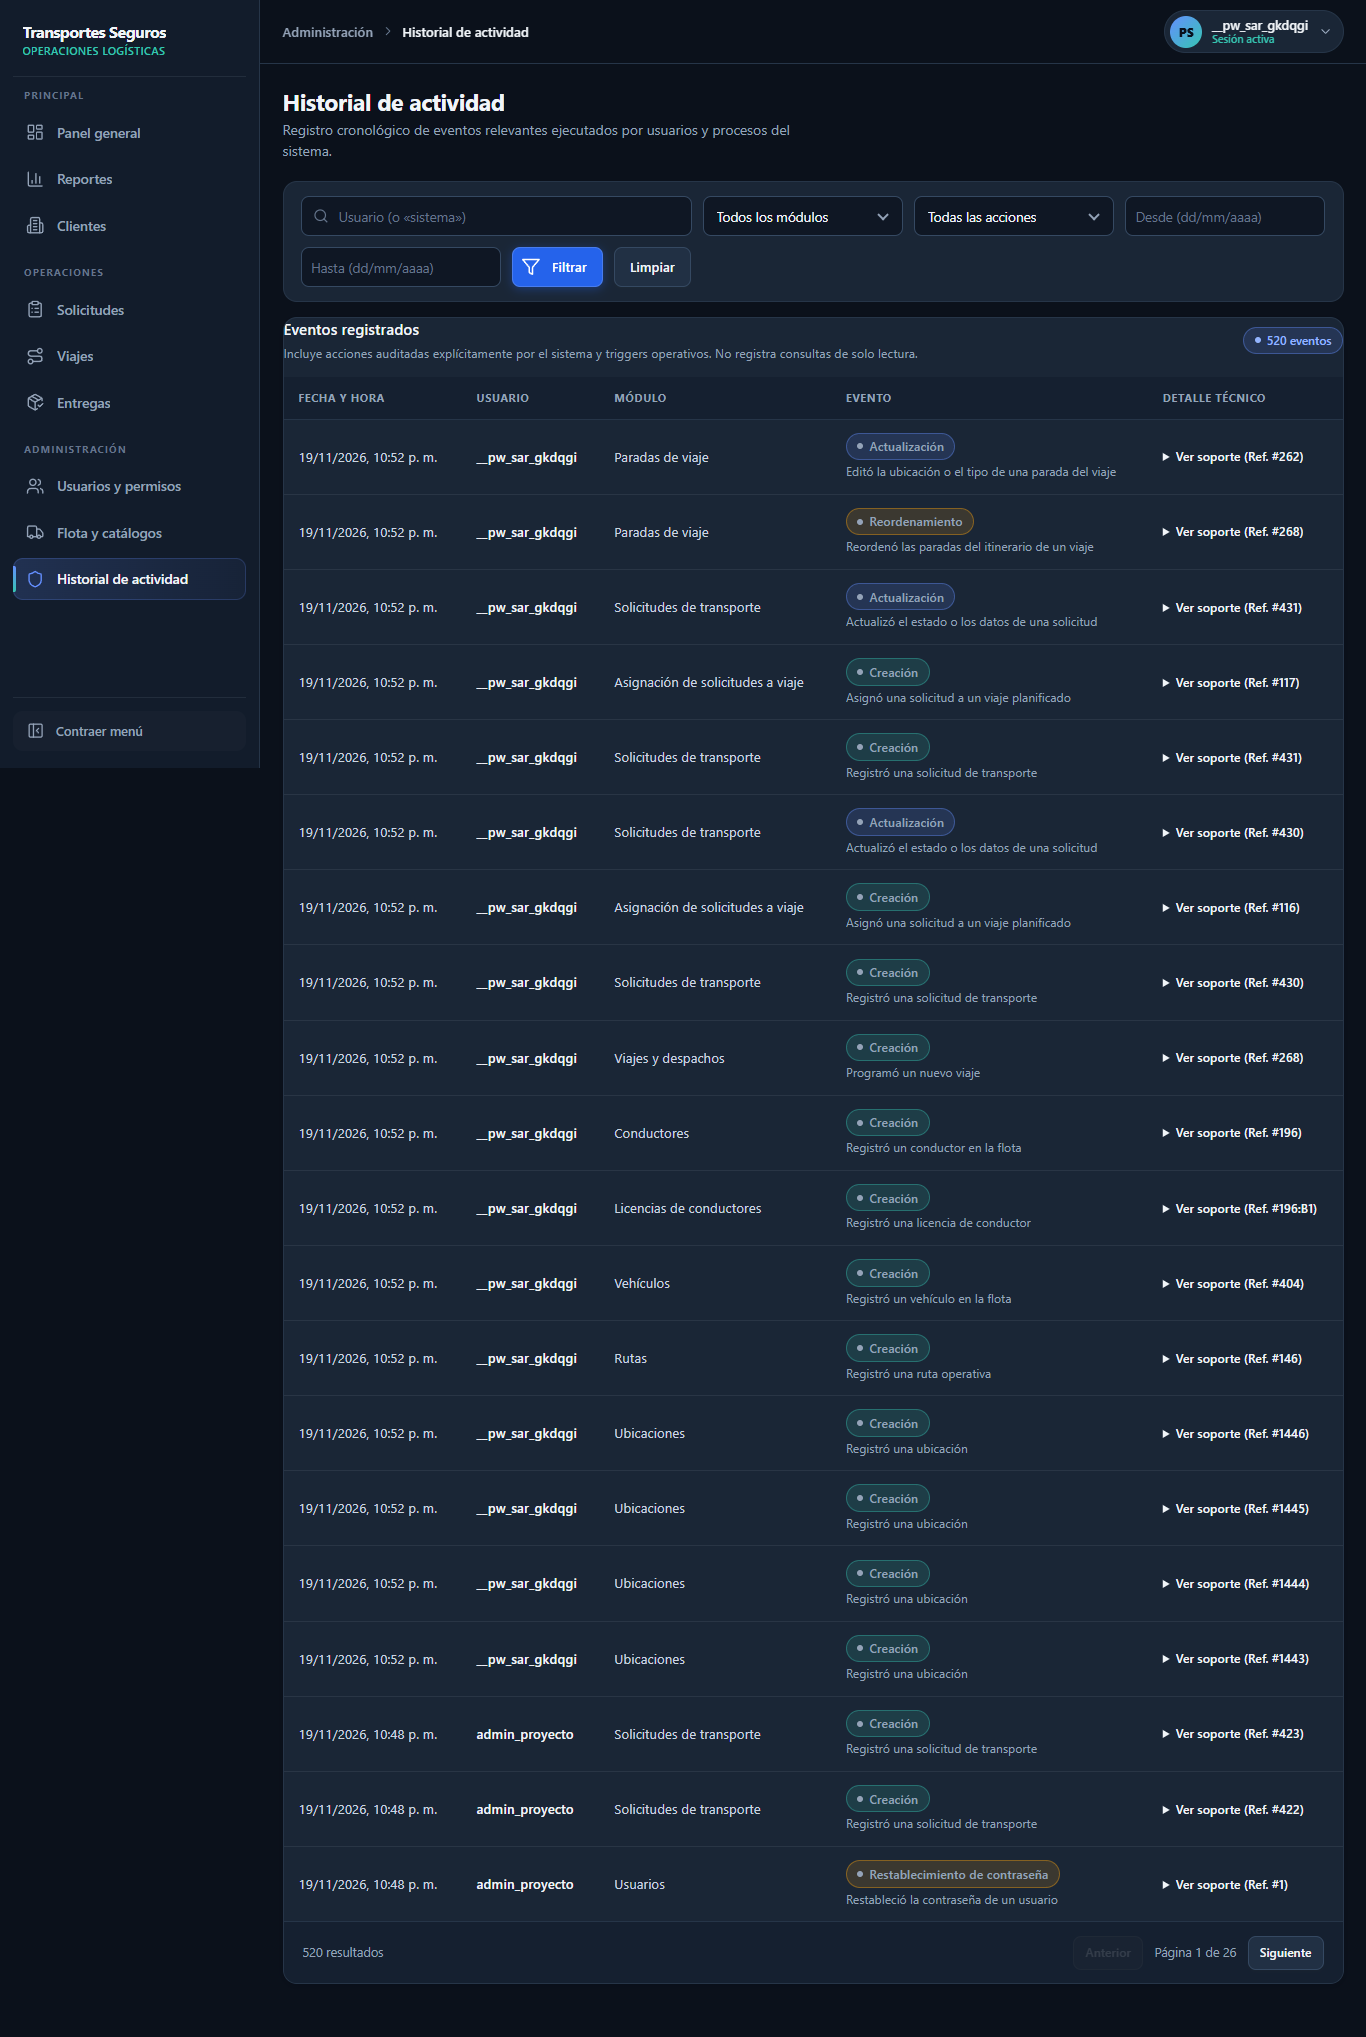 Transportes Seguros
OPERACIONES LOGÍSTICAS
PRINCIPAL
Panel general
Reportes
Clientes
OPERACIONES
Solicitudes
Viajes
Entregas
ADMINISTRACIÓN
Usuarios y permisos
Flota y catálogos
Historial de actividad
Contraer menú
Administración > Historial de actividad
PS
__pw_sar_gkdqgi
Sesión activa
Historial de actividad
Registro cronológico de eventos relevantes ejecutados por usuarios y procesos del
sistema.
Usuario (o «sistema»)
Todos los módulos
Todas las acciones
Desde (dd/mm/aaaa)
Hasta (dd/mm/aaaa)
Filtrar
Limpiar
Eventos registrados
Incluye acciones auditadas explícitamente por el sistema y triggers operativos. No registra consultas de solo lectura.
520 eventos
FECHA Y HORA USUARIO MÓDULO EVENTO DETALLE TÉCNICO
19/11/2026, 10:52 p. m. __pw_sar_gkdqgi Paradas de viaje Actualización Ver soporte (Ref. #262)
Editó la ubicación o el tipo de una parada del viaje
19/11/2026, 10:52 p. m. __pw_sar_gkdqgi Paradas de viaje Reordenamiento Ver soporte (Ref. #268)
Reordenó las paradas del itinerario de un viaje
19/11/2026, 10:52 p. m. __pw_sar_gkdqgi Solicitudes de transporte Actualización Ver soporte (Ref. #431)
Actualizó el estado o los datos de una solicitud
19/11/2026, 10:52 p. m. __pw_sar_gkdqgi Asignación de solicitudes a viaje Creación Ver soporte (Ref. #117)
Asignó una solicitud a un viaje planificado
19/11/2026, 10:52 p. m. __pw_sar_gkdqgi Solicitudes de transporte Creación Ver soporte (Ref. #431)
Registró una solicitud de transporte
19/11/2026, 10:52 p. m. __pw_sar_gkdqgi Solicitudes de transporte Actualización Ver soporte (Ref. #430)
Actualizó el estado o los datos de una solicitud
19/11/2026, 10:52 p. m. __pw_sar_gkdqgi Asignación de solicitudes a viaje Creación Ver soporte (Ref. #116)
Asignó una solicitud a un viaje planificado
19/11/2026, 10:52 p. m. __pw_sar_gkdqgi Solicitudes de transporte Creación Ver soporte (Ref. #430)
Registró una solicitud de transporte
19/11/2026, 10:52 p. m. __pw_sar_gkdqgi Viajes y despachos Creación Ver soporte (Ref. #268)
Programó un nuevo viaje
19/11/2026, 10:52 p. m. __pw_sar_gkdqgi Conductores Creación Ver soporte (Ref. #196)
Registró un conductor en la flota
19/11/2026, 10:52 p. m. __pw_sar_gkdqgi Licencias de conductores Creación Ver soporte (Ref. #196:B1)
Registró una licencia de conductor
19/11/2026, 10:52 p. m. __pw_sar_gkdqgi Vehículos Creación Ver soporte (Ref. #404)
Registró un vehículo en la flota
19/11/2026, 10:52 p. m. __pw_sar_gkdqgi Rutas Creación Ver soporte (Ref. #146)
Registró una ruta operativa
19/11/2026, 10:52 p. m. __pw_sar_gkdqgi Ubicaciones Creación Ver soporte (Ref. #1446)
Registró una ubicación
19/11/2026, 10:52 p. m. __pw_sar_gkdqgi Ubicaciones Creación Ver soporte (Ref. #1445)
Registró una ubicación
19/11/2026, 10:52 p. m. __pw_sar_gkdqgi Ubicaciones Creación Ver soporte (Ref. #1444)
Registró una ubicación
19/11/2026, 10:52 p. m. __pw_sar_gkdqgi Ubicaciones Creación Ver soporte (Ref. #1443)
Registró una ubicación
19/11/2026, 10:48 p. m. admin_proyecto Solicitudes de transporte Creación Ver soporte (Ref. #423)
Registró una solicitud de transporte
19/11/2026, 10:48 p. m. admin_proyecto Solicitudes de transporte Creación Ver soporte (Ref. #422)
Registró una solicitud de transporte
19/11/2026, 10:48 p. m. admin_proyecto Usuarios Restablecimiento de contraseña Ver soporte (Ref. #1)
Restableció la contraseña de un usuario
520 resultados
Anterior Página 1 de 26 Siguiente